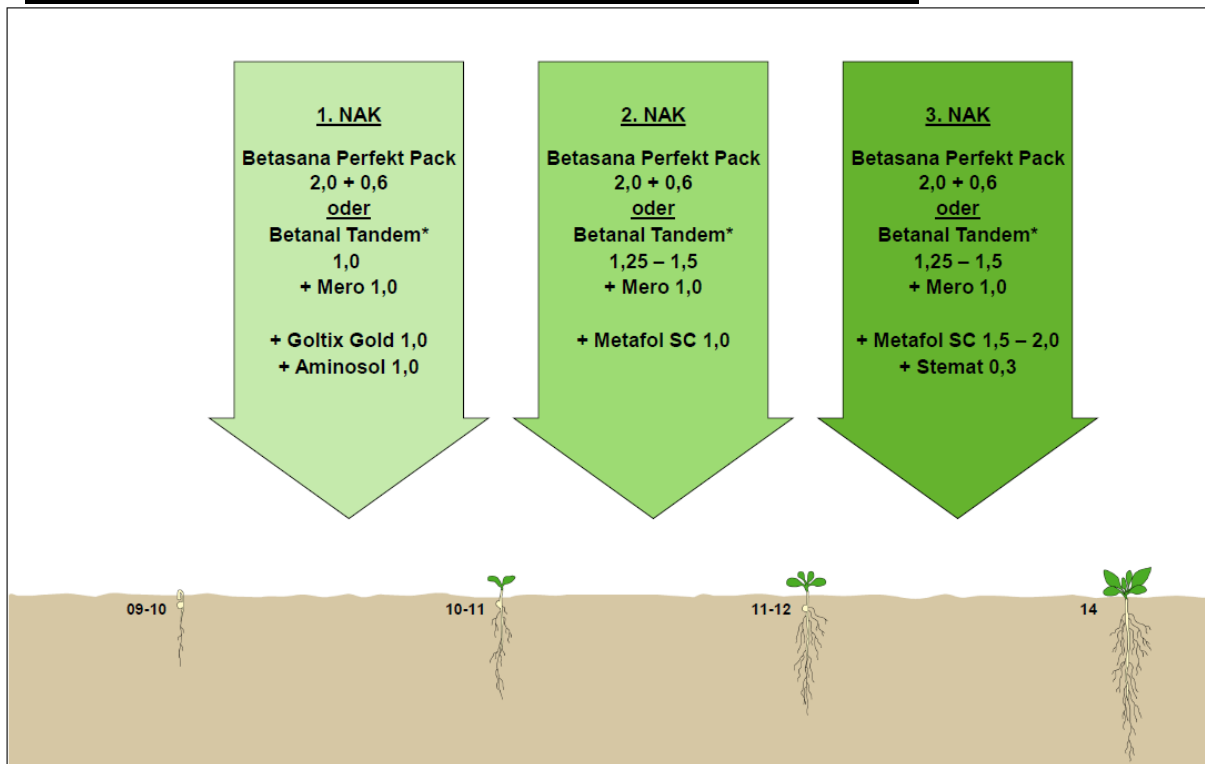 1. NAK
Betasana Perfekt Pack
2,0 + 0,6
oder
Betanal Tandem*
1,0
+ Mero 1,0
+ Goltix Gold 1,0
+ Aminosol 1,0
2. NAK
Betasana Perfekt Pack
2,0 + 0,6
oder
Betanal Tandem*
1,25 – 1,5
+ Mero 1,0
+ Metafol SC 1,0
3. NAK
Betasana Perfekt Pack
2,0 + 0,6
oder
Betanal Tandem*
1,25 – 1,5
+ Mero 1,0
+ Metafol SC 1,5 – 2,0
+ Stemat 0,3
09-10
10-11
11-12
14